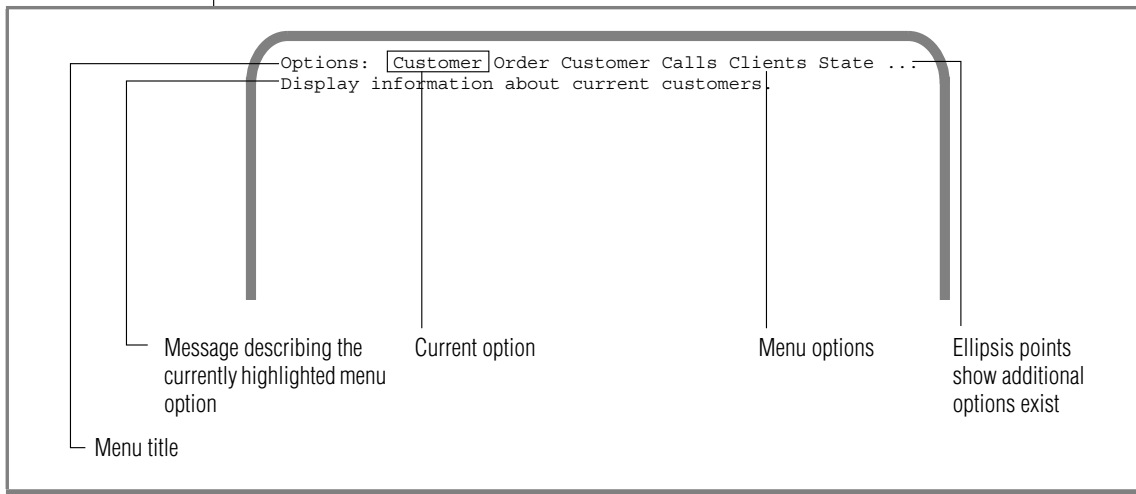 Options: Customer Order Customer Calls Clients State ...
Display information about current customers.
Message describing the
currently highlighted menu
option
Current option
Menu options
Ellipsis points
show additional
options exist
Menu title